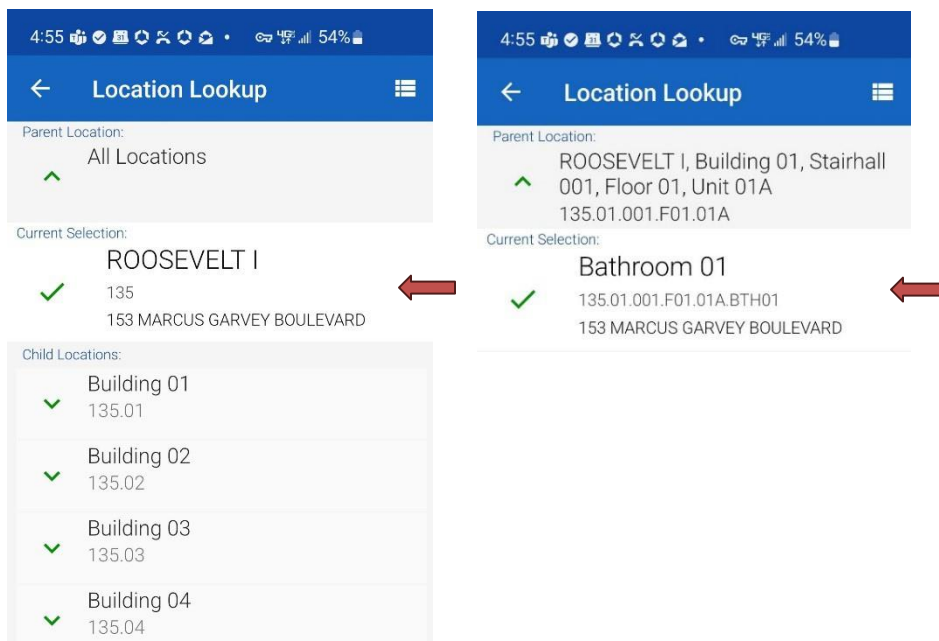 4:55 54%
Location Lookup
Parent Location:
All Locations
Current Selection:
ROOSEVELT I
135
153 MARCUS GARVEY BOULEVARD
Child Locations:
Building 01
135.01
Building 02
135.02
Building 03
135.03
Building 04
135.04
4:55 54%
Location Lookup
Parent Location:
ROOSEVELT I, Building 01, Stairhall
001, Floor 01, Unit 01A
135.01.001.F01.01A
Current Selection:
Bathroom 01
135.01.001.F01.01A.BTH01
153 MARCUS GARVEY BOULEVARD